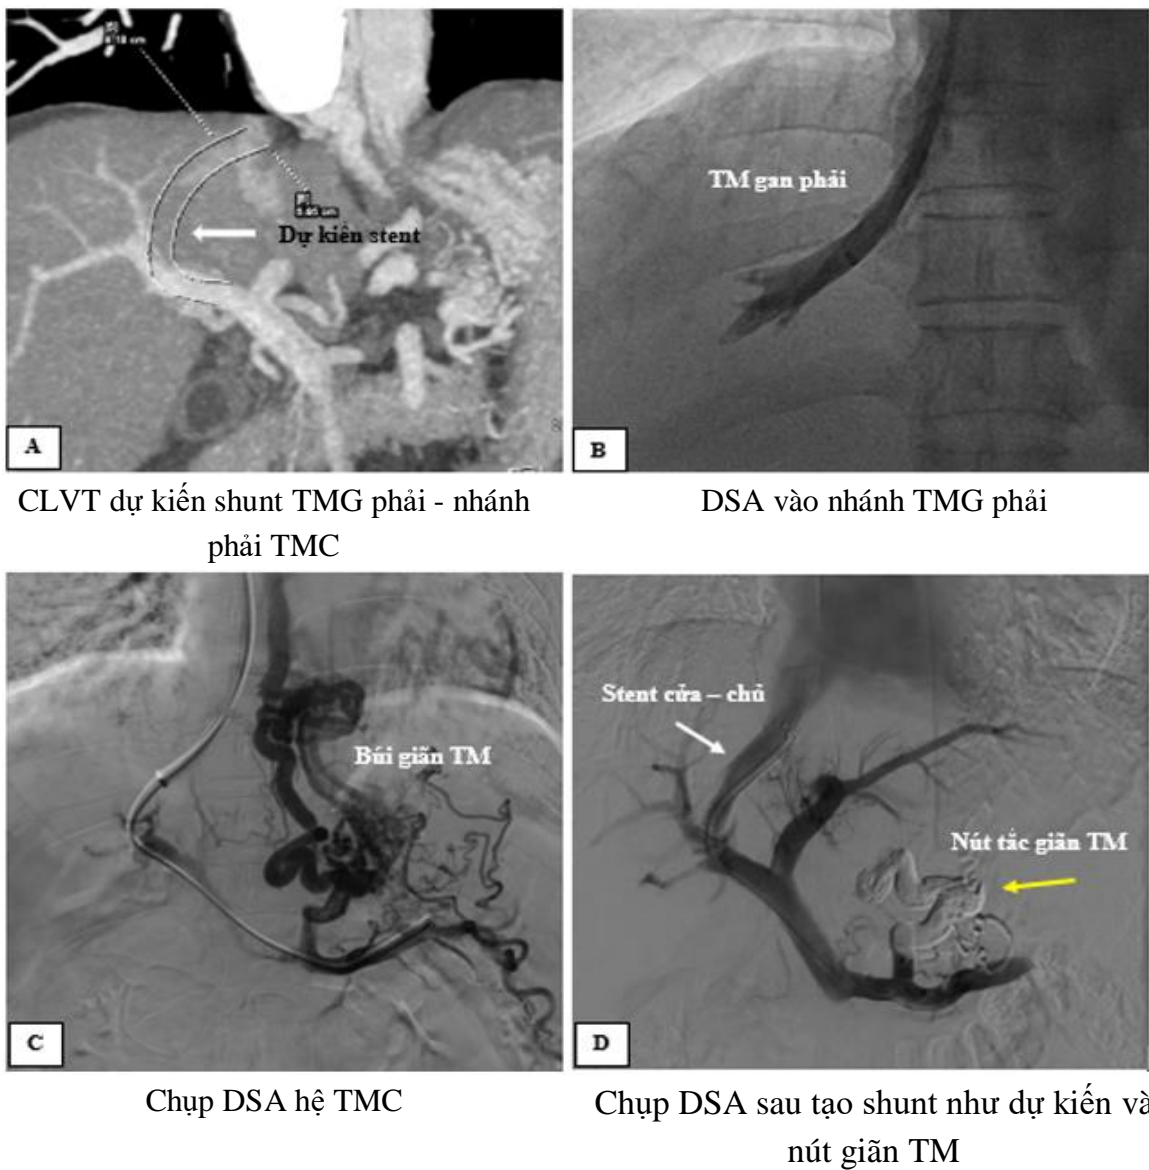 Dự kiến stent
A
TM gan phải
B
CLVT dự kiến shunt TMG phải - nhánh
phải TMC
DSA vào nhánh TMG phải
Búi giãn TM
C
Stent cửa – chủ
Nút tắc giãn TM
D
Chụp DSA hệ TMC
Chụp DSA sau tạo shunt như dự kiến và
nút giãn TM